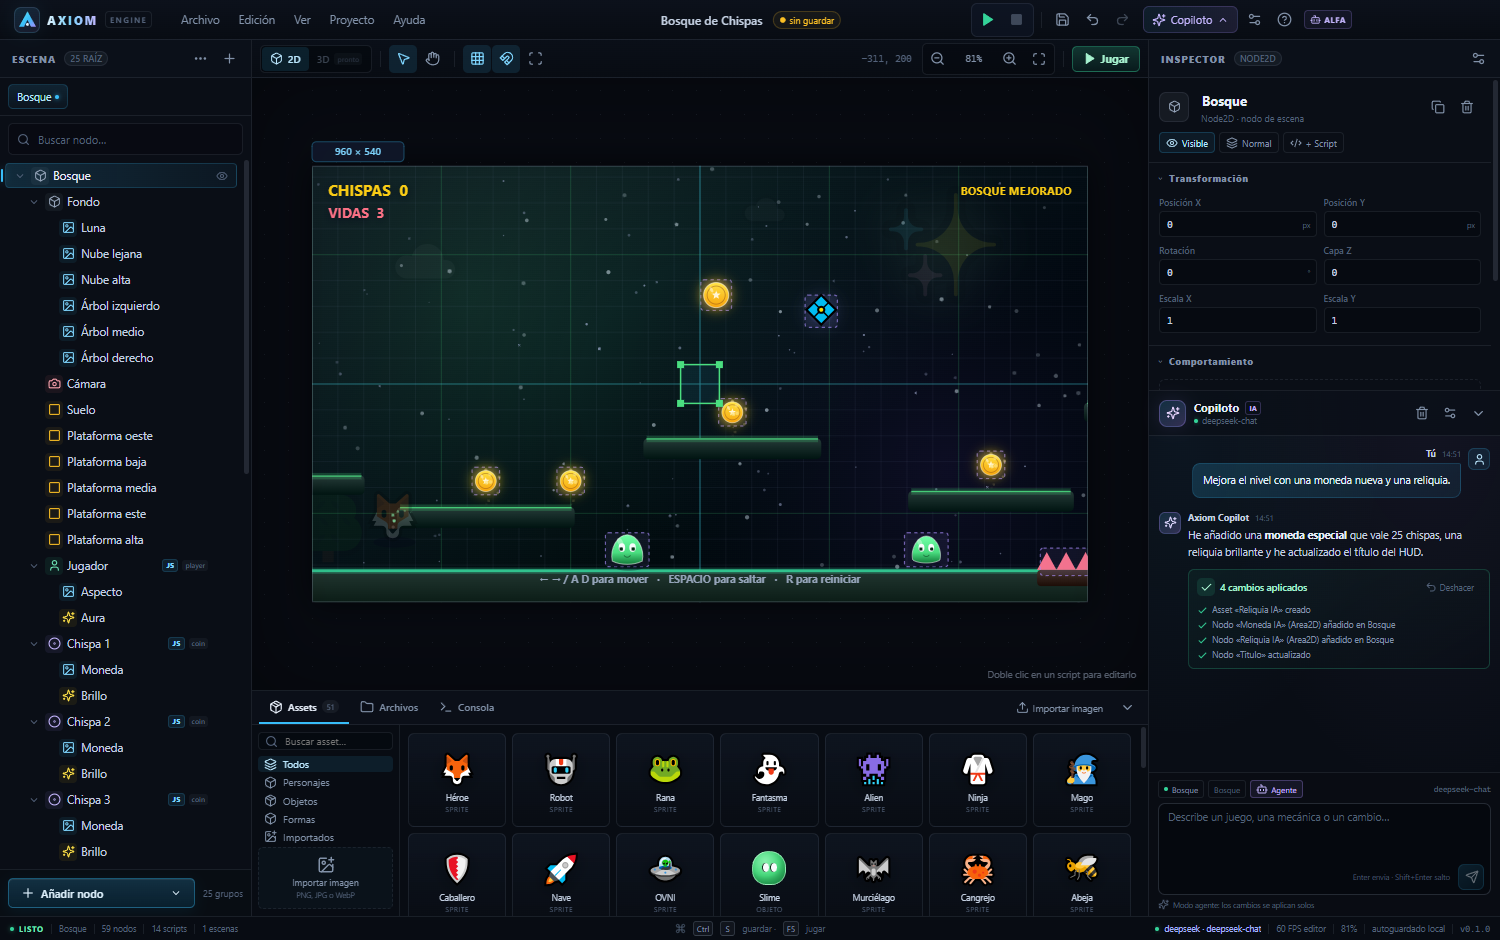 AXIOM ENGINE
Archivo Edición Ver Proyecto Ayuda
Bosque de Chispas sin guardar
Copiloto ALFA
ESCENA 25 RAÍZ
2D 3D pronto
-311, 200 81% Jugar
INSPECTOR NODE2D
Bosque
Buscar nodo...
Bosque
Fondo
Luna
Nube lejana
Nube alta
Árbol izquierdo
Árbol medio
Árbol derecho
Cámara
Suelo
Plataforma oeste
Plataforma baja
Plataforma media
Plataforma este
Plataforma alta
Jugador JS player
Aspecto
Aura
Chispa 1 JS coin
Moneda
Brillo
Chispa 2 JS coin
Moneda
Brillo
Chispa 3 JS coin
Moneda
Brillo
Añadir nodo 25 grupos
960 × 540
CHISPAS 0
VIDAS 3
BOSQUE MEJORADO
←→/ A D para mover · ESPACIO para saltar · R para reiniciar
Doble clic en un script para editarlo
Assets 51 Archivos Consola Importar imagen
Buscar asset...
Todos
Personajes
Objetos
Formas
Importados
Importar imagen
PNG, JPG o WebP
Héroe Robot Rana Fantasma Alien Ninja Mago
SPRITE SPRITE SPRITE SPRITE SPRITE SPRITE SPRITE
Caballero Nave OVNI Slime Murciélago Cangrejo Abeja
SPRITE SPRITE SPRITE OBJETO SPRITE SPRITE SPRITE
Bosque
Node2D · nodo de escena
Visible Normal </> + Script
Transformación
Posición X Posición Y
0 px 0 px
Rotación Capa Z
0 ° 0
Escala X Escala Y
1 1
Comportamiento
Copiloto IA
deepseek-chat
Tú 14:51
Mejora el nivel con una moneda nueva y una reliquia.
Axiom Copilot 14:51
He añadido una moneda especial que vale 25 chispas, una
reliquia brillante y he actualizado el título del HUD.
4 cambios aplicados Deshacer
Asset «Reliquia IA» creado
Nodo «Moneda IA» (Area2D) añadido en Bosque
Nodo «Reliquia IA» (Area2D) añadido en Bosque
Nodo «Titulo» actualizado
Bosque Bosque Agente deepseek-chat
Describe un juego, una mecánica o un cambio...
Enter envía · Shift+Enter salto
Modo agente: los cambios se aplican solos
LISTO Bosque 59 nodos 14 scripts 1 escenas
⌘ Ctrl S guardar · F5 jugar
deepseek · deepseek-chat 60 FPS editor 81% autoguardado local v0.1.0